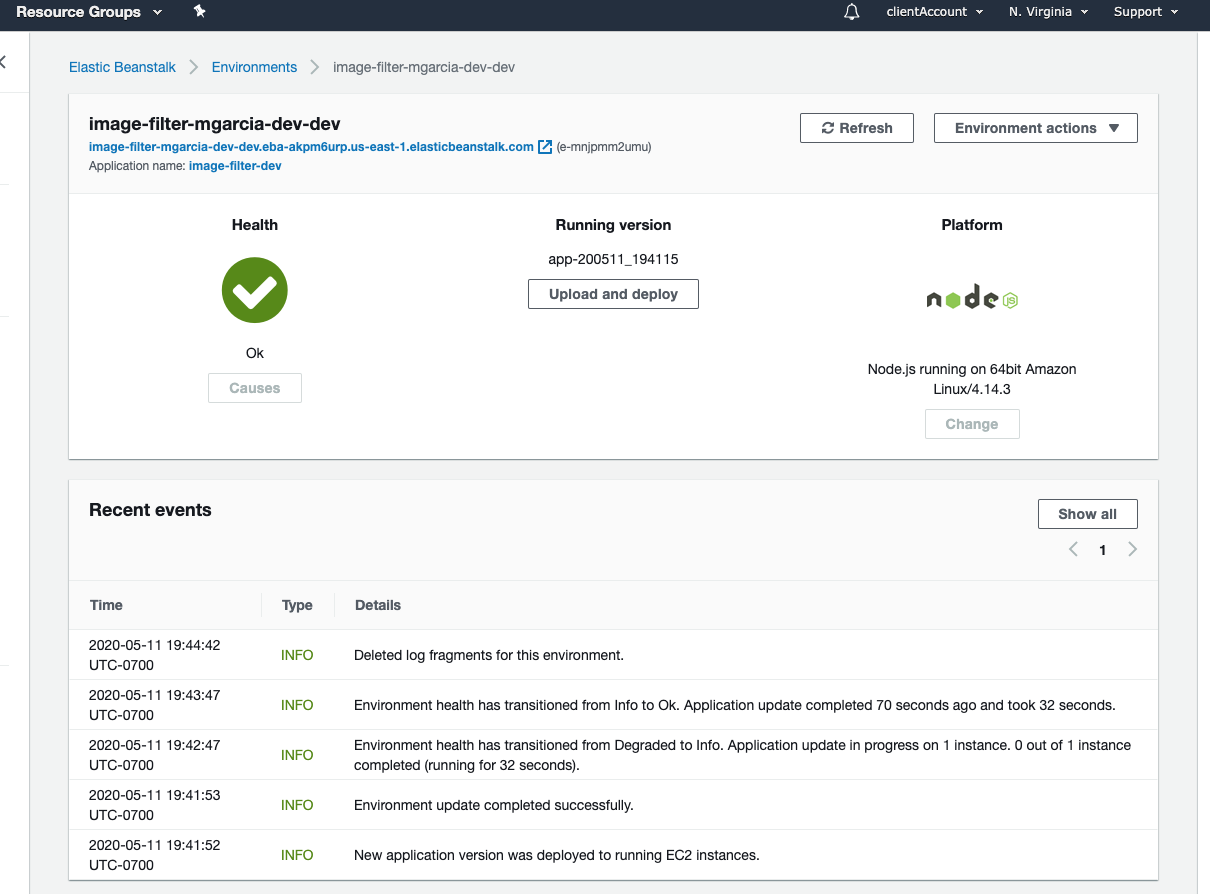 Resource Groups
clientAccount
N. Virginia
Support
Elastic Beanstalk
Environments
image-filter-mgarcia-dev-dev
image-filter-mgarcia-dev-dev
image-filter-mgarcia-dev-dev.eba-akpm6urp.us-east-1.elasticbeanstalk.com (e-mnjpmm2umu)
Application name: image-filter-dev
Refresh
Environment actions
Health
Ok
Causes
Running version
app-200511_194115
Upload and deploy
Platform
node JS
Node.js running on 64bit Amazon
Linux/4.14.3
Change
Recent events
Show all
1
Time Type Details
2020-05-11 19:44:42
UTC-0700
INFO
Deleted log fragments for this environment.
2020-05-11 19:43:47
UTC-0700
INFO
Environment health has transitioned from Info to Ok. Application update completed 70 seconds ago and took 32 seconds.
2020-05-11 19:42:47
UTC-0700
INFO
Environment health has transitioned from Degraded to Info. Application update in progress on 1 instance. 0 out of 1 instance
completed (running for 32 seconds).
2020-05-11 19:41:53
UTC-0700
INFO
Environment update completed successfully.
2020-05-11 19:41:52
UTC-0700
INFO
New application version was deployed to running EC2 instances.